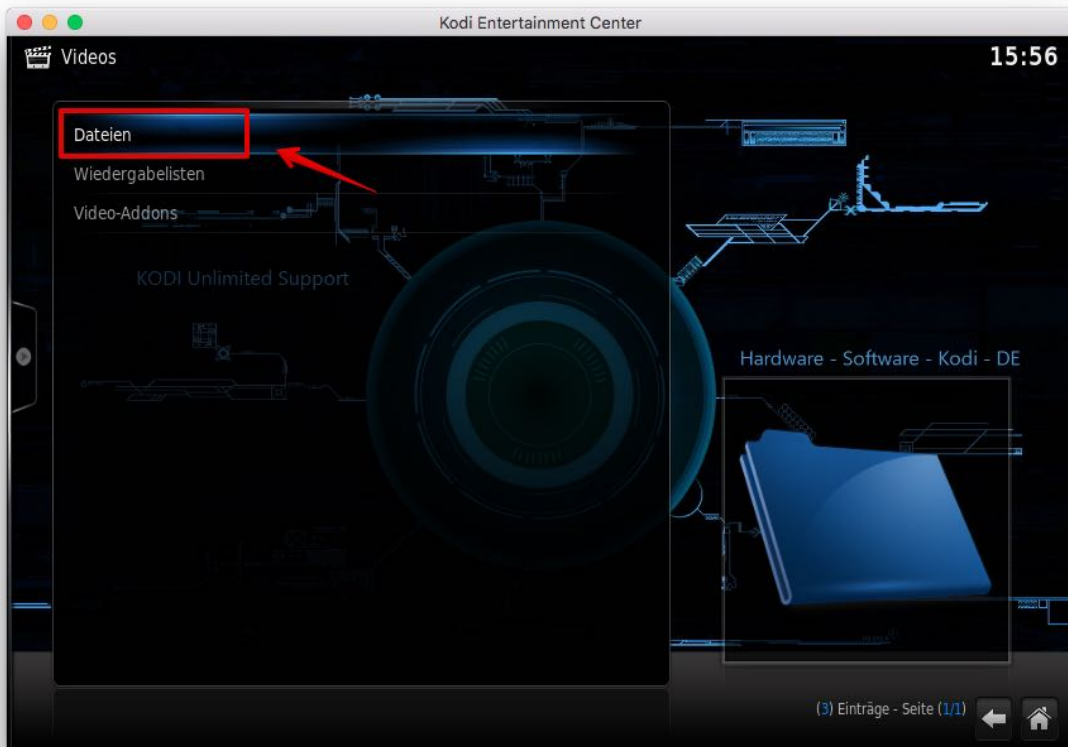 Kodi Entertainment Center
Videos
15:56
Dateien
Wiedergabelisten
Video-Addons
KODI Unlimited Support
Hardware - Software - Kodi - DE
(3) Einträge - Seite (1/1)